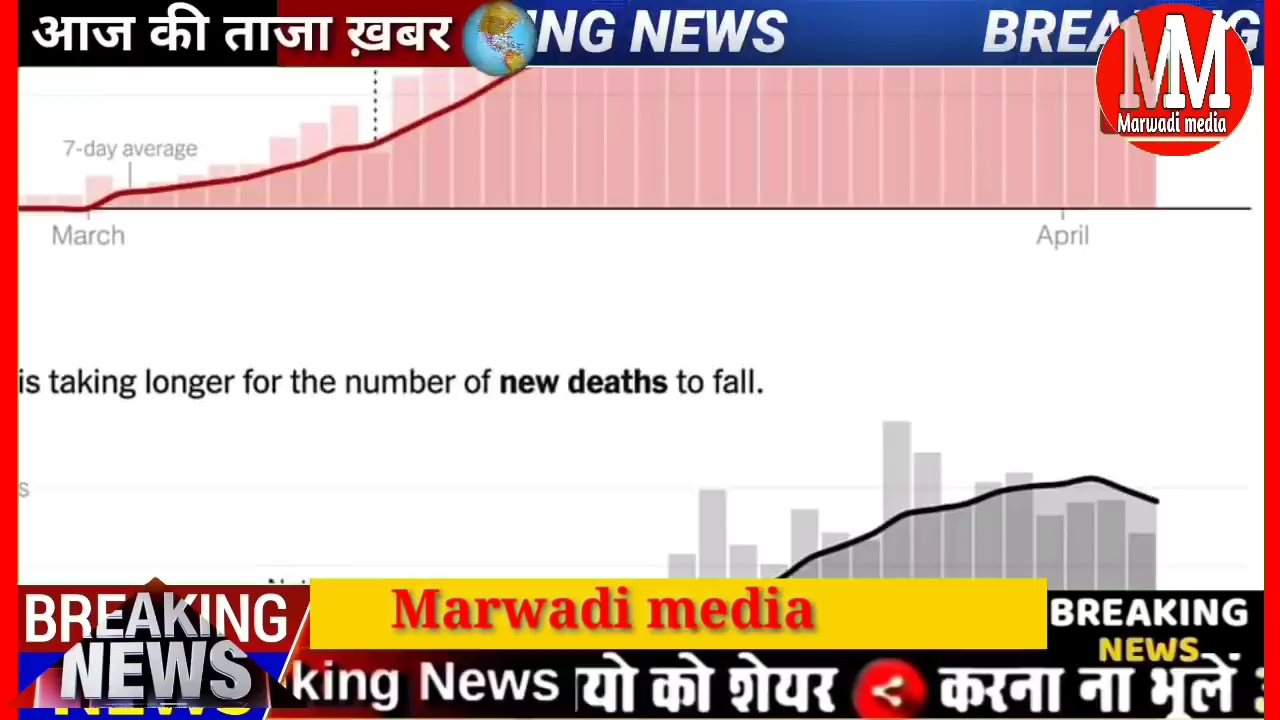 आज की ताजा ख़बर
ING NEWS
BREA
G
MM
Marwadi media
7-day average
March
April
is taking longer for the number of new deaths to fall.
s
BREAKING
NEWS
Marwadi media
BREAKING
NEWS
king News
यो को शेयर
करना ना भूलें